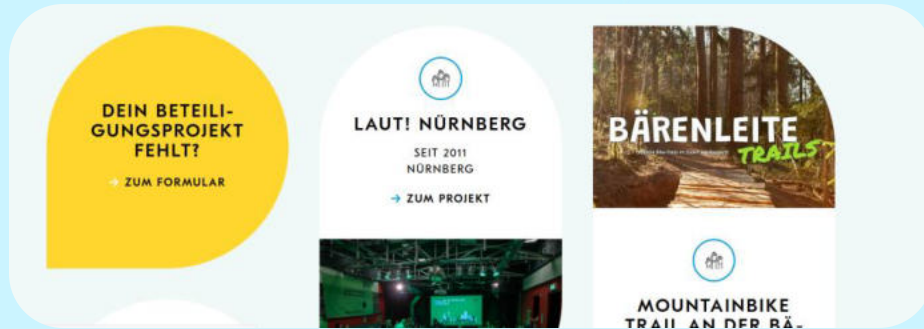 DEIN BETEILI-
GUNGSPROJEKT
FEHLT?
→ ZUM FORMULAR
LAUT! NÜRNBERG
SEIT 2011
NÜRNBERG
→ ZUM PROJEKT
BÄRENLEITE
TRAILS
MOUNTAINBIKE
TRAIL AN DER BÄ-